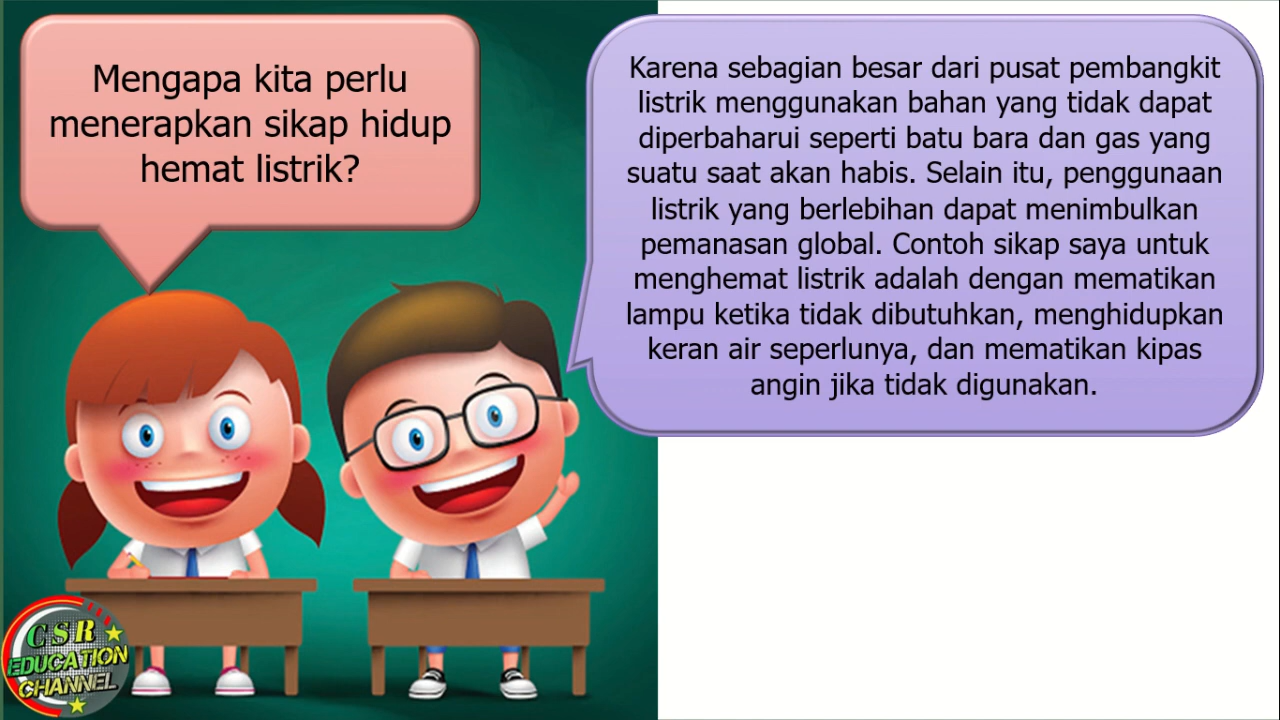 Mengapa kita perlu
menerapkan sikap hidup
hemat listrik?
Karena sebagian besar dari pusat pembangkit
listrik menggunakan bahan yang tidak dapat
diperbaharui seperti batu bara dan gas yang
suatu saat akan habis. Selain itu, penggunaan
listrik yang berlebihan dapat menimbulkan
pemanasan global. Contoh sikap saya untuk
menghemat listrik adalah dengan mematikan
lampu ketika tidak dibutuhkan, menghidupkan
keran air seperlunya, dan mematikan kipas
angin jika tidak digunakan.
CSR
EDUCATION
CHANNEL